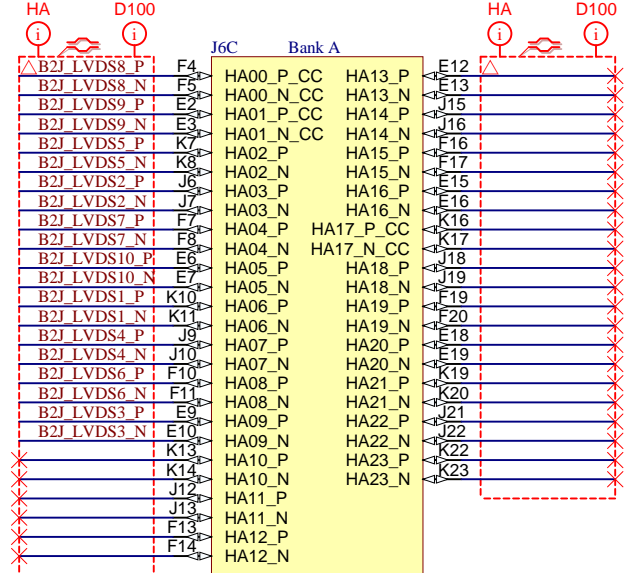 HA D100 HA D100
i i i i
J6C Bank A
B2J_LVDS8_P F4 HA00_P_CC HA13_P E12
B2J_LVDS8_N F5 HA00_N_CC HA13_N E13
B2J_LVDS9_P E2 HA01_P_CC HA14_P J15
B2J_LVDS9_N E3 HA01_N_CC HA14_N J16
B2J_LVDS5_P K7 HA02_P HA15_P F16
B2J_LVDS5_N K8 HA02_N HA15_N F17
B2J_LVDS2_P J6 HA03_P HA16_P E15
B2J_LVDS2_N J7 HA03_N HA16_N E16
B2J_LVDS7_P F7 HA04_P HA17_P_CC K16
B2J_LVDS7_N F8 HA04_N HA17_N_CC K17
B2J_LVDS10_P E6 HA05_P HA18_P J18
B2J_LVDS10_N E7 HA05_N HA18_N J19
B2J_LVDS1_P K10 HA06_P HA19_P F19
B2J_LVDS1_N K11 HA06_N HA19_N F20
B2J_LVDS4_P J9 HA07_P HA20_P E18
B2J_LVDS4_N J10 HA07_N HA20_N E19
B2J_LVDS6_P F10 HA08_P HA21_P K19
B2J_LVDS6_N F11 HA08_N HA21_N K20
B2J_LVDS3_P E9 HA09_P HA22_P J21
B2J_LVDS3_N E10 HA09_N HA22_N J22
K13 HA10_P HA23_P K22
K14 HA10_N HA23_N K23
J12 HA11_P
J13 HA11_N
F13 HA12_P
F14 HA12_N